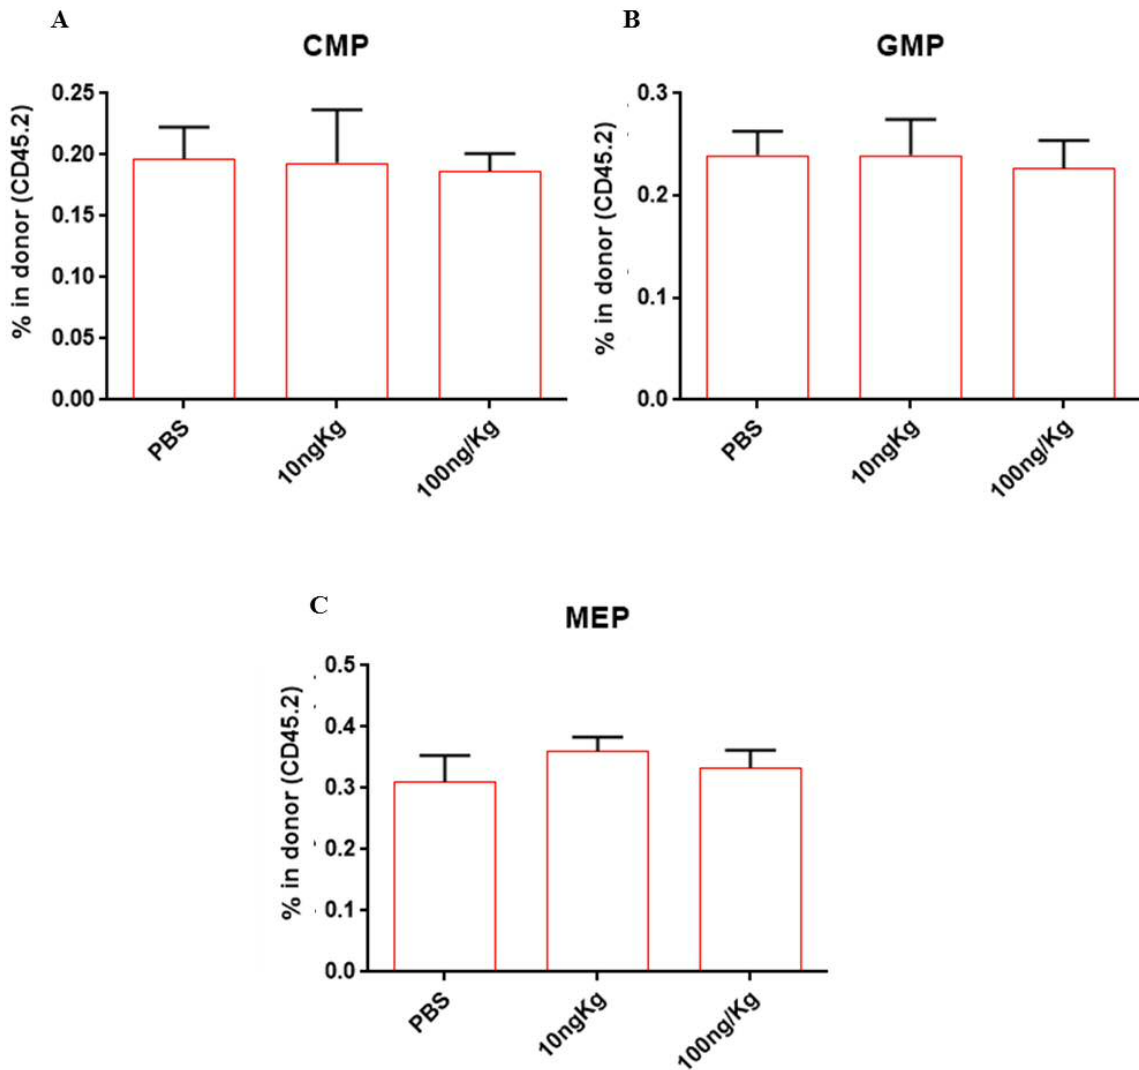 A
CMP
% in donor (CD45.2)
0.25
0.20
0.15
0.10
0.05
0.00
PBS
10ngKg
100ng/Kg
B
GMP
% in donor (CD45.2)
0.3
0.2
0.1
0.0
PBS
10ngKg
100ng/Kg
C
MEP
% in donor (CD45.2)
0.5
0.4
0.3
0.2
0.1
0.0
PBS
10ngKg
100ng/Kg